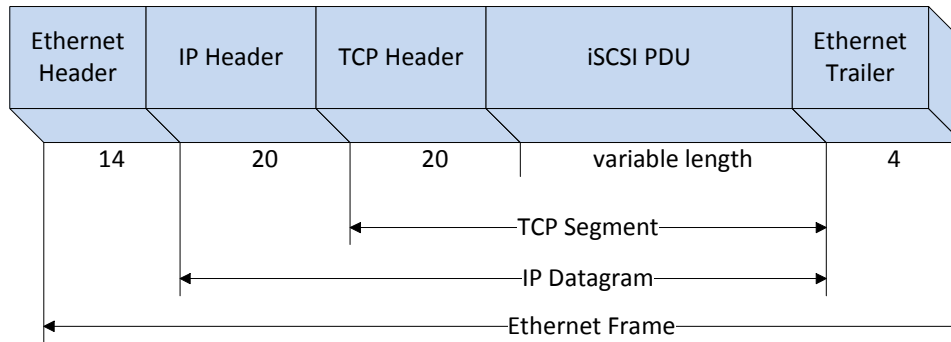 Ethernet Header
IP Header
TCP Header
iSCSI PDU
Ethernet Trailer
14
20
20
variable length
4
TCP Segment
IP Datagram
Ethernet Frame